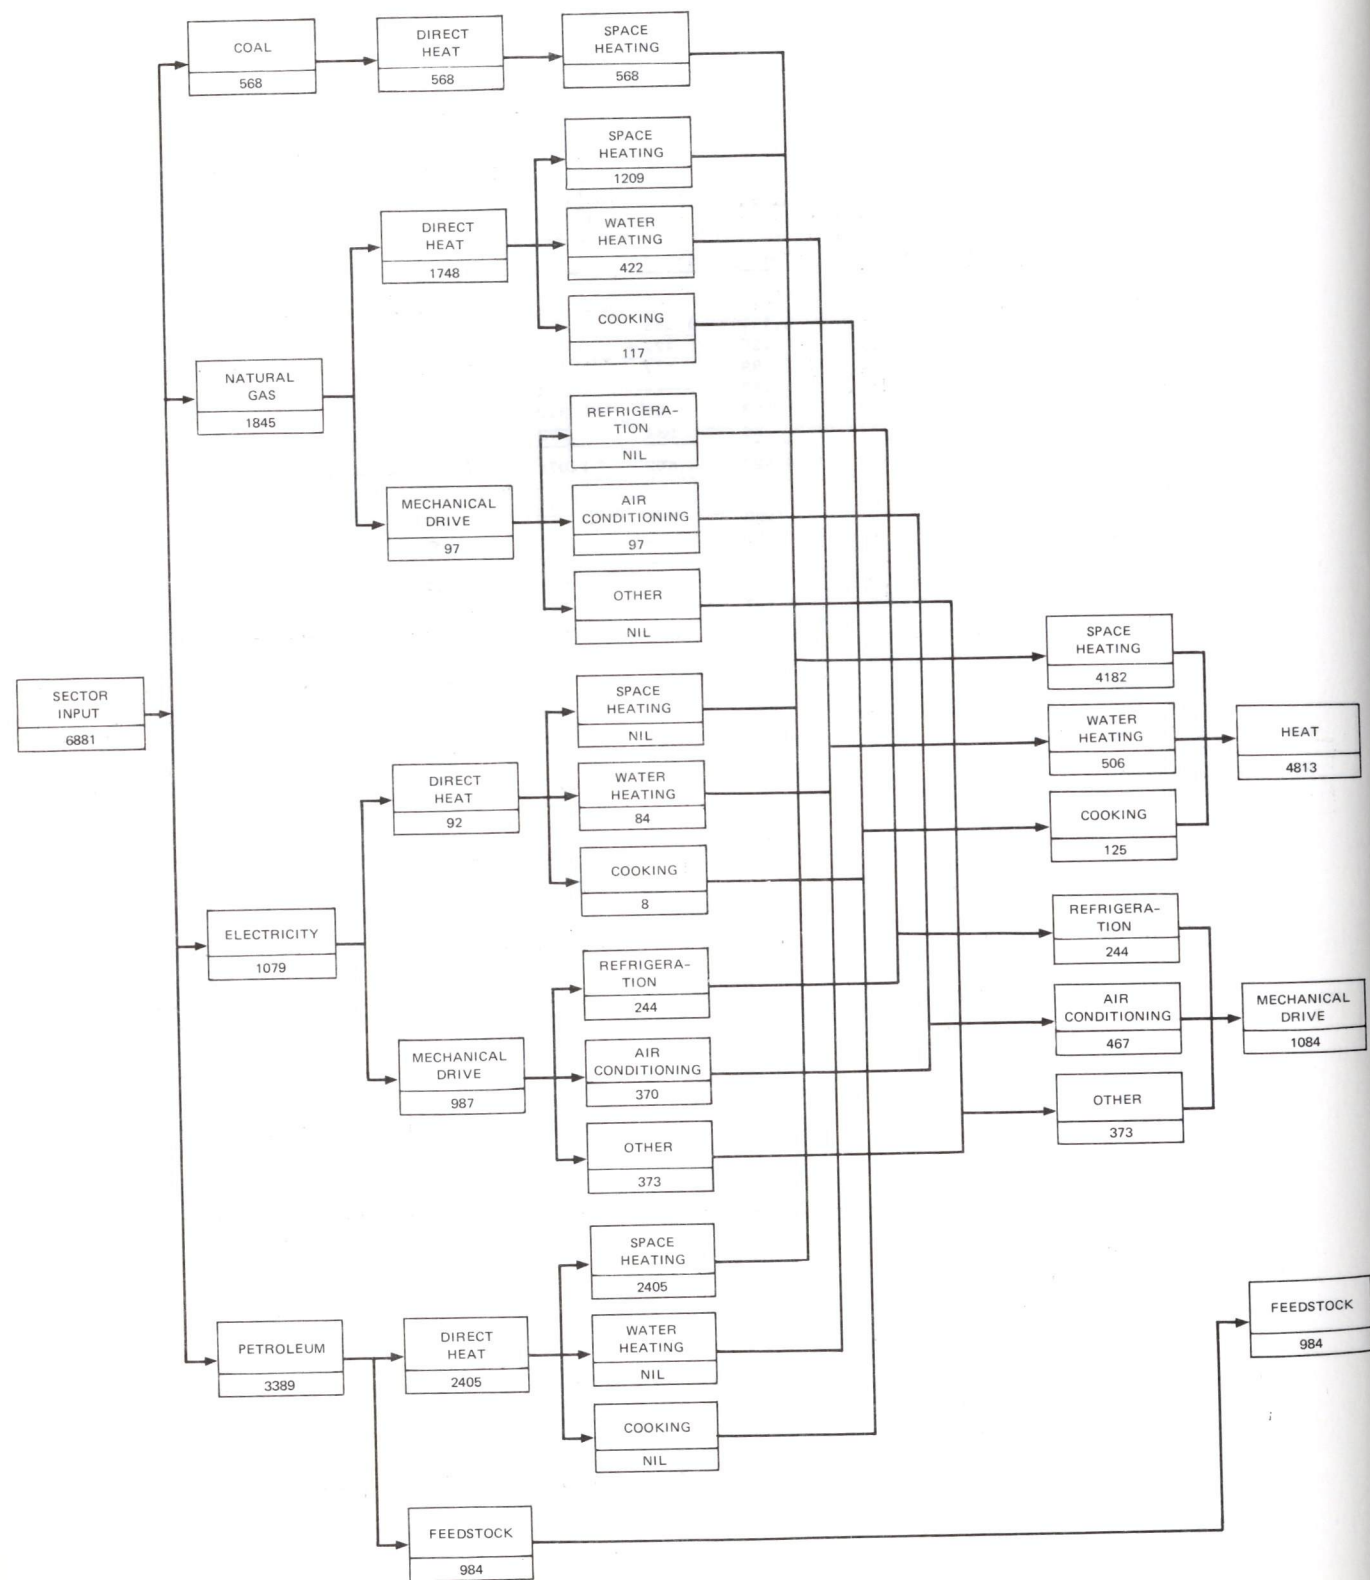 COAL
568
DIRECT
HEAT
568
SPACE
HEATING
568
SPACE
HEATING
1209
DIRECT
HEAT
1748
WATER
HEATING
422
COOKING
117
NATURAL
GAS
1845
REFRIGERA-
TION
NIL
MECHANICAL
DRIVE
97
AIR
CONDITIONING
97
OTHER
NIL
SECTOR
INPUT
6881
SPACE
HEATING
NIL
DIRECT
HEAT
92
WATER
HEATING
84
COOKING
8
ELECTRICITY
1079
REFRIGERA-
TION
244
MECHANICAL
DRIVE
987
AIR
CONDITIONING
370
OTHER
373
SPACE
HEATING
2405
PETROLEUM
3389
DIRECT
HEAT
2405
WATER
HEATING
NIL
COOKING
NIL
FEEDSTOCK
984
SPACE
HEATING
4182
WATER
HEATING
506
COOKING
125
HEAT
4813
REFRIGERA-
TION
244
AIR
CONDITIONING
467
OTHER
373
MECHANICAL
DRIVE
1084
FEEDSTOCK
984